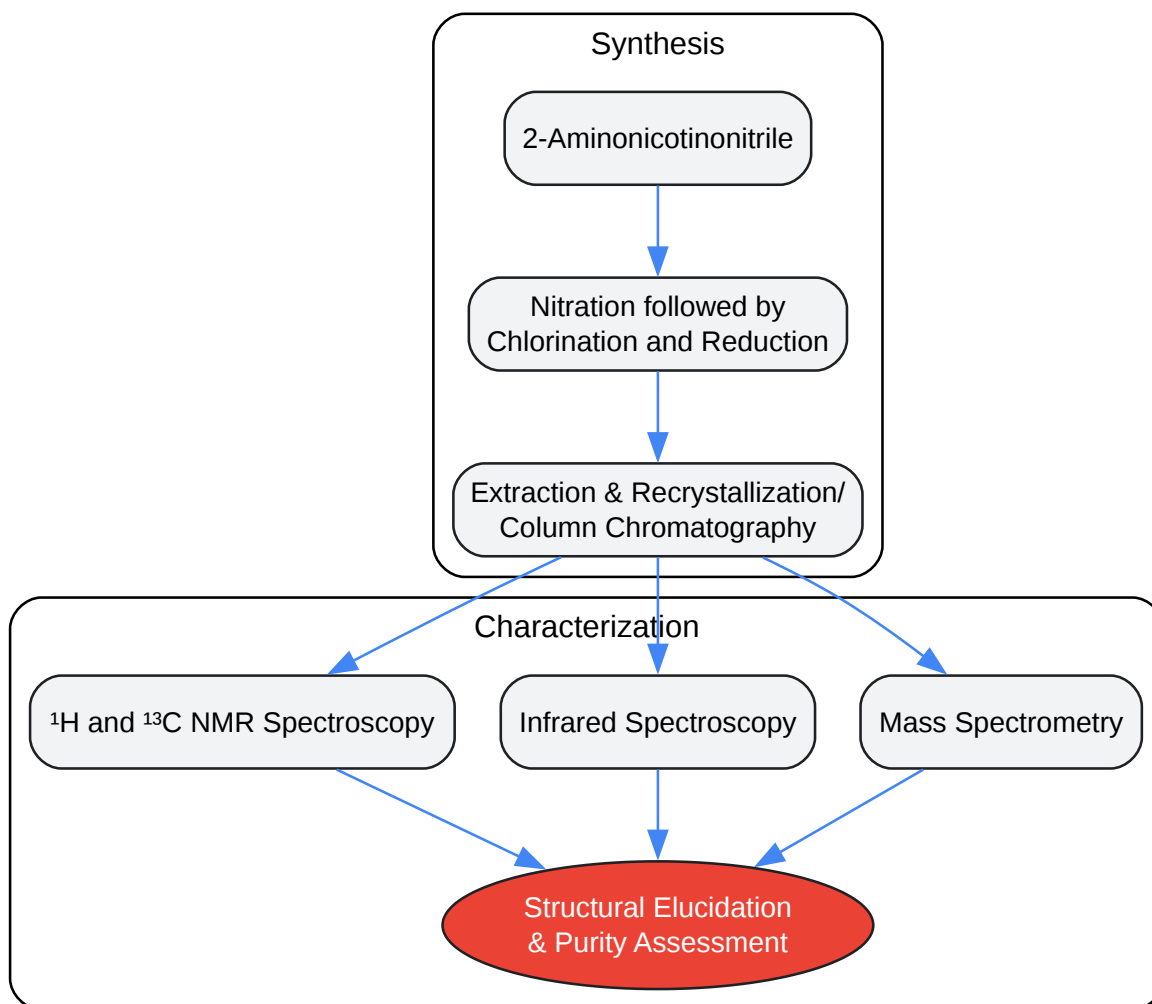 Synthesis
2-Aminonicotinonitrile
Nitration followed by
Chlorination and Reduction
Extraction & Recrystallization/
Column Chromatography
Characterization
¹H and ¹³C NMR Spectroscopy
Infrared Spectroscopy
Mass Spectrometry
Structural Elucidation
& Purity Assessment